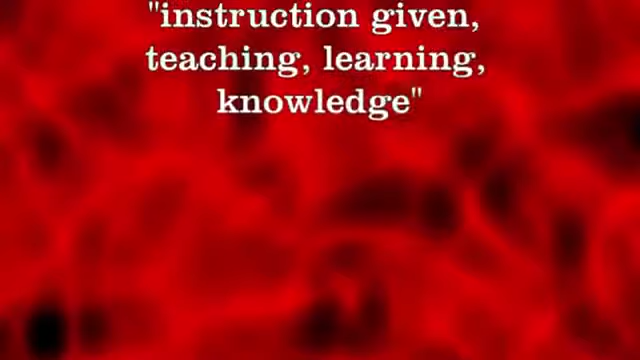 "instruction given,
teaching, learning,
knowledge"